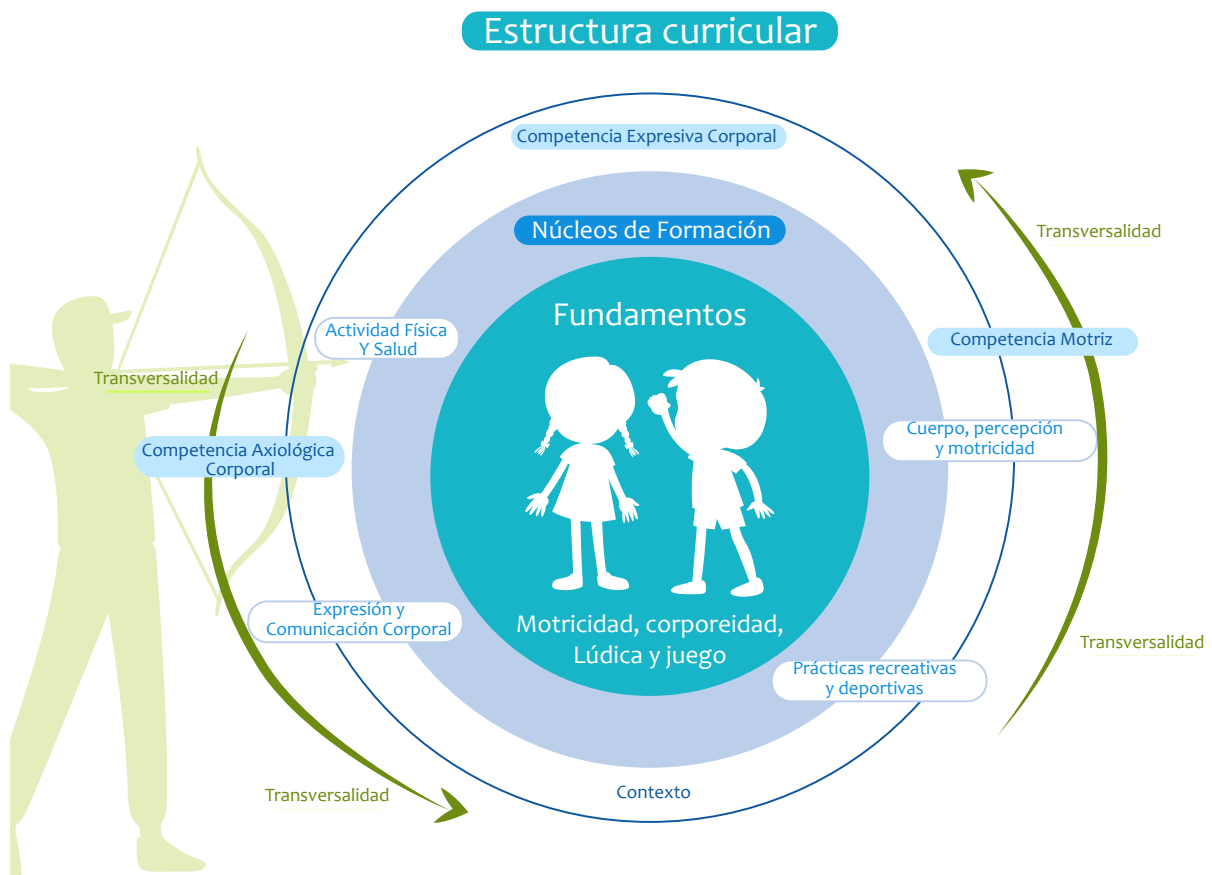 Estructura curricular
Competencia Expresiva Corporal
Núcleos de Formación
Transversalidad
Fundamentos
Actividad Física
Y Salud
Competencia Motriz
Transversalidad
Cuerpo, percepción
y motricidad
Competencia Axiológica
Corporal
Expresión y
Comunicación Corporal
Motricidad, corporeidad,
Lúdica y juego
Transversalidad
Prácticas recreativas
y deportivas
Contexto
Transversalidad